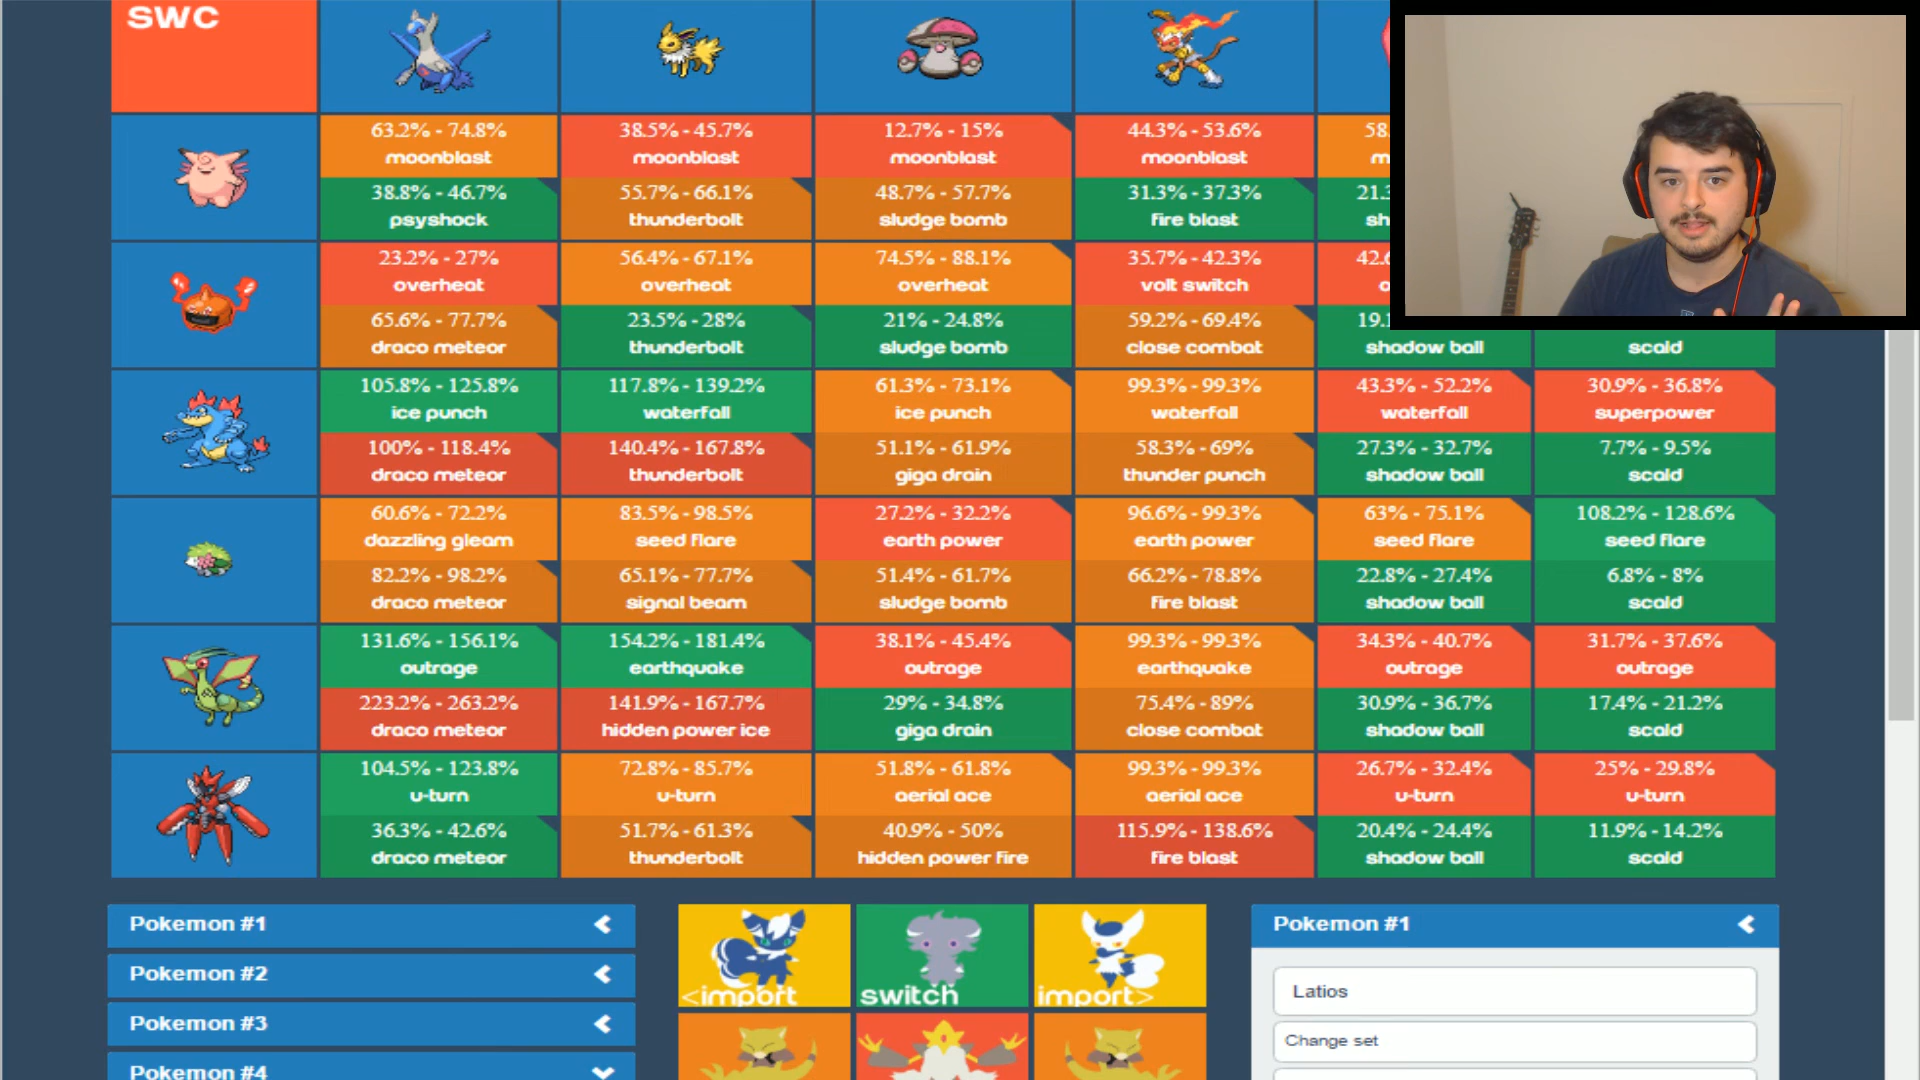 SWC
63.2% - 74.8% 38.5% - 45.7% 12.7% - 15% 44.3% - 53.6% 58.
moonblast moonblast moonblast moonblast m
38.8% - 46.7% 55.7% - 66.1% 48.7% - 57.7% 31.3% - 37.3% 21.3
psyshock thunderbolt sludge bomb fire blast sh
23.2% - 27% 56.4% - 67.1% 74.5% - 88.1% 35.7% - 42.3% 42.6
overheat overheat overheat volt switch o
65.6% - 77.7% 23.5% - 28% 21% - 24.8% 59.2% - 69.4% 19.1
draco meteor thunderbolt sludge bomb close combat shadow ball scald
105.8% - 125.8% 117.8% - 139.2% 61.3% - 73.1% 99.3% - 99.3% 43.3% - 52.2% 30.9% - 36.8%
ice punch waterfall ice punch waterfall waterfall superpower
100% - 118.4% 140.4% - 167.8% 51.1% - 61.9% 58.3% - 69% 27.3% - 32.7% 7.7% - 9.5%
draco meteor thunderbolt giga drain thunder punch shadow ball scald
60.6% - 72.2% 83.5% - 98.5% 27.2% - 32.2% 96.6% - 99.3% 63% - 75.1% 108.2% - 128.6%
dazzling gleam seed flare earth power earth power seed flare seed flare
82.2% - 98.2% 65.1% - 77.7% 51.4% - 61.7% 66.2% - 78.8% 22.8% - 27.4% 6.8% - 8%
draco meteor signal beam sludge bomb fire blast shadow ball scald
131.6% - 156.1% 154.2% - 181.4% 38.1% - 45.4% 99.3% - 99.3% 34.3% - 40.7% 31.7% - 37.6%
outrage earthquake outrage earthquake outrage outrage
223.2% - 263.2% 141.9% - 167.7% 29% - 34.8% 75.4% - 89% 30.9% - 36.7% 17.4% - 21.2%
draco meteor hidden power ice giga drain close combat shadow ball scald
104.5% - 123.8% 72.8% - 85.7% 51.8% - 61.8% 99.3% - 99.3% 26.7% - 32.4% 25% - 29.8%
u-turn u-turn aerial ace aerial ace u-turn u-turn
36.3% - 42.6% 51.7% - 61.3% 40.9% - 50% 115.9% - 138.6% 20.4% - 24.4% 11.9% - 14.2%
draco meteor thunderbolt hidden power fire fire blast shadow ball scald
Pokemon #1
Pokemon #2
Pokemon #3
Pokemon #4
<import switch import>
Pokemon #1
Latios
Change set